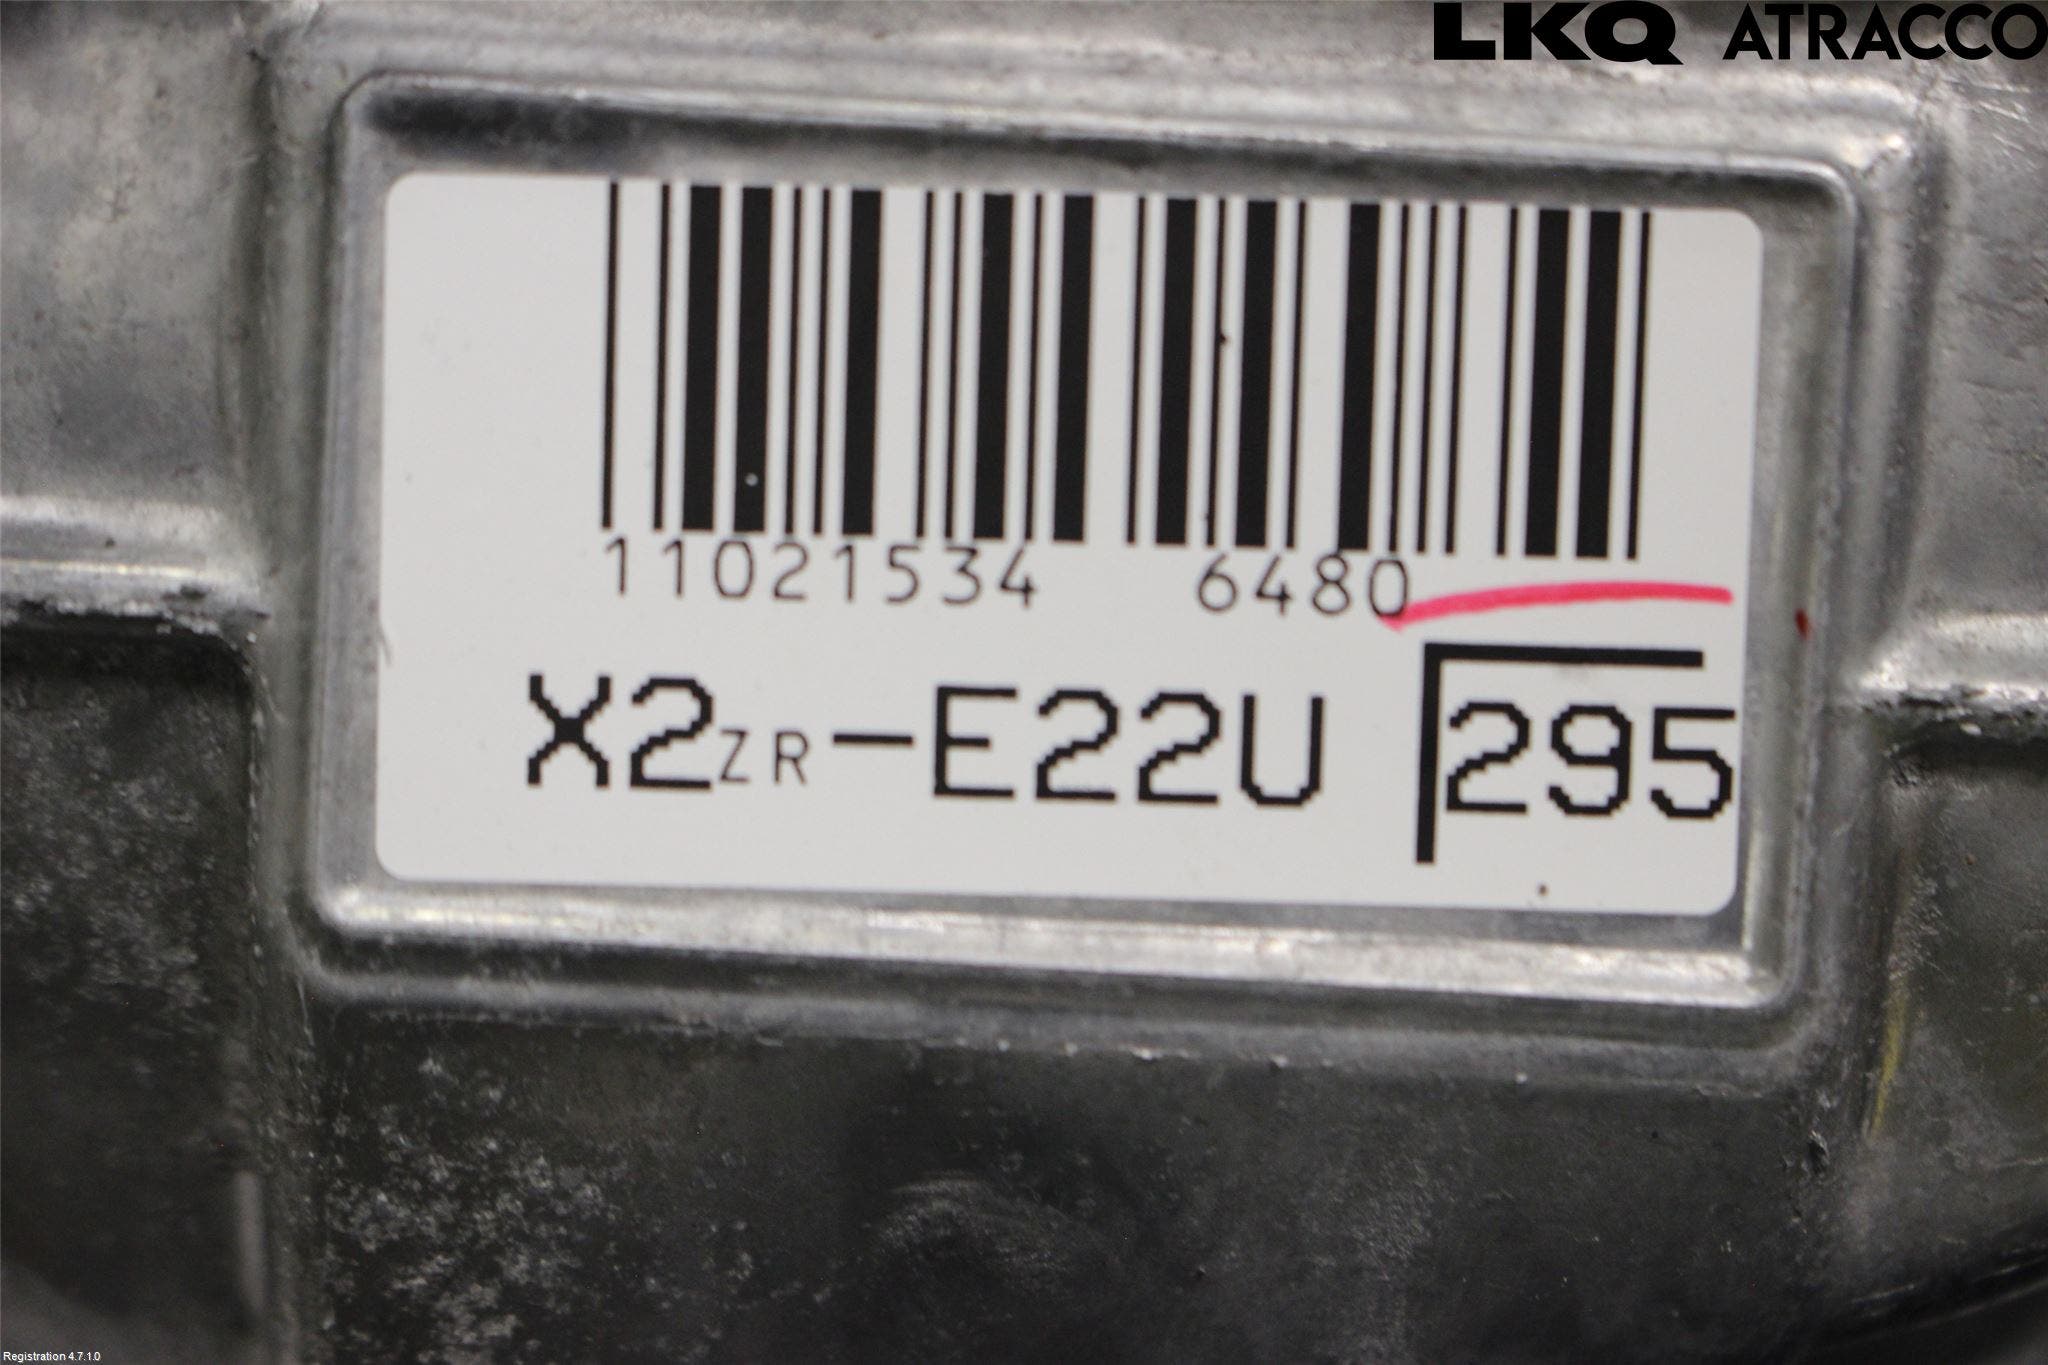 LKQ ATRACCO
11021534 6480
X2ZR-E22U 295
Registration 4.7.1.0